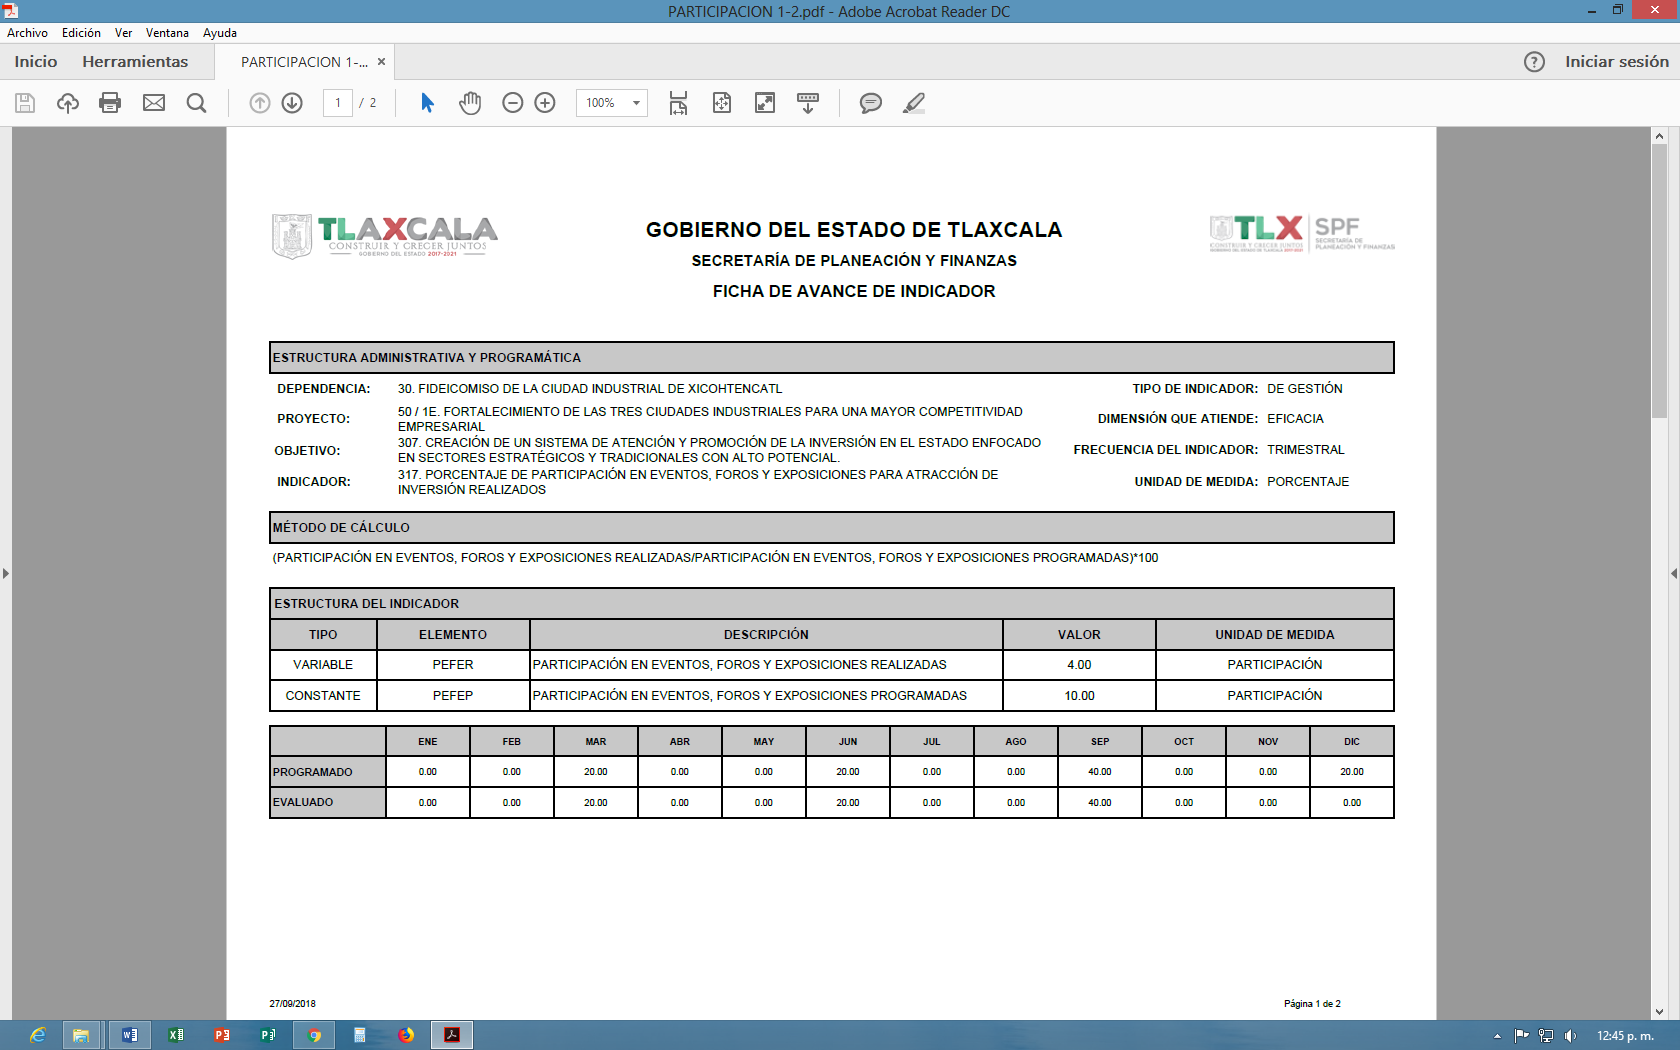 PARTICIPACION 1-2.pdf - Adobe Acrobat Reader DC
Archivo Edición Ver Ventana Ayuda
Inicio Herramientas PARTICIPACION 1-... × ? Iniciar sesión
1 / 2 100%
TLAXCALA
CONSTRUIR Y CRECER JUNTOS
GOBIERNO DEL ESTADO 2017-2021
GOBIERNO DEL ESTADO DE TLAXCALA
SECRETARÍA DE PLANEACIÓN Y FINANZAS
FICHA DE AVANCE DE INDICADOR
TLX SPF
CONSTRUIR Y CRECER JUNTOS
SECRETARÍA DE
PLANEACIÓN Y FINANZAS
ESTRUCTURA ADMINISTRATIVA Y PROGRAMÁTICA
DEPENDENCIA: 30. FIDEICOMISO DE LA CIUDAD INDUSTRIAL DE XICOHTENCATL TIPO DE INDICADOR: DE GESTIÓN
PROYECTO: 50 / 1E. FORTALECIMIENTO DE LAS TRES CIUDADES INDUSTRIALES PARA UNA MAYOR COMPETITIVIDAD
EMPRESARIAL DIMENSIÓN QUE ATIENDE: EFICACIA
OBJETIVO: 307. CREACIÓN DE UN SISTEMA DE ATENCIÓN Y PROMOCIÓN DE LA INVERSIÓN EN EL ESTADO ENFOCADO
EN SECTORES ESTRATÉGICOS Y TRADICIONALES CON ALTO POTENCIAL. FRECUENCIA DEL INDICADOR: TRIMESTRAL
INDICADOR: 317. PORCENTAJE DE PARTICIPACIÓN EN EVENTOS, FOROS Y EXPOSICIONES PARA ATRACCIÓN DE
INVERSIÓN REALIZADOS UNIDAD DE MEDIDA: PORCENTAJE
MÉTODO DE CÁLCULO
(PARTICIPACIÓN EN EVENTOS, FOROS Y EXPOSICIONES REALIZADAS/PARTICIPACIÓN EN EVENTOS, FOROS Y EXPOSICIONES PROGRAMADAS)*100
ESTRUCTURA DEL INDICADOR
TIPO ELEMENTO DESCRIPCIÓN VALOR UNIDAD DE MEDIDA
VARIABLE PEFER PARTICIPACIÓN EN EVENTOS, FOROS Y EXPOSICIONES REALIZADAS 4.00 PARTICIPACIÓN
CONSTANTE PEFEP PARTICIPACIÓN EN EVENTOS, FOROS Y EXPOSICIONES PROGRAMADAS 10.00 PARTICIPACIÓN
ENE FEB MAR ABR MAY JUN JUL AGO SEP OCT NOV DIC
PROGRAMADO 0.00 0.00 20.00 0.00 0.00 20.00 0.00 0.00 40.00 0.00 0.00 20.00
EVALUADO 0.00 0.00 20.00 0.00 0.00 20.00 0.00 0.00 40.00 0.00 0.00 0.00
27/09/2018 Página 1 de 2
12:45 p. m.